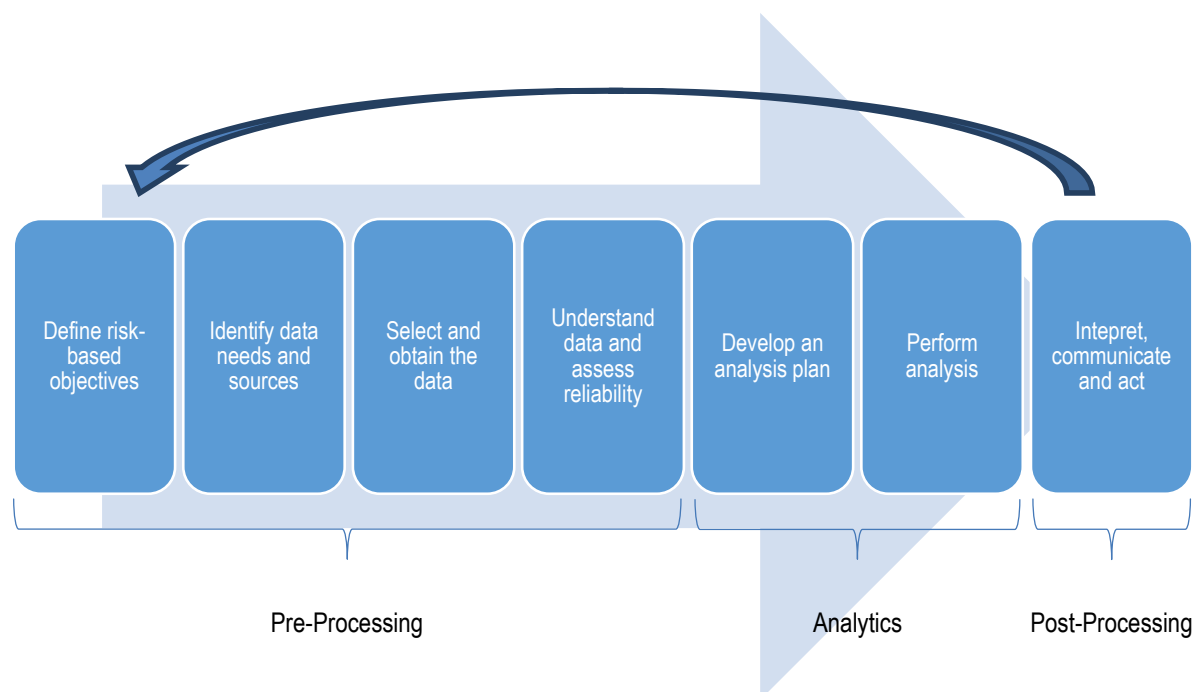 Define risk-
based
objectives
Identify data
needs and
sources
Select and
obtain the
data
Understand
data and
assess
reliability
Develop an
analysis plan
Perform
analysis
Intepret,
communicate
and act
Pre-Processing
Analytics
Post-Processing